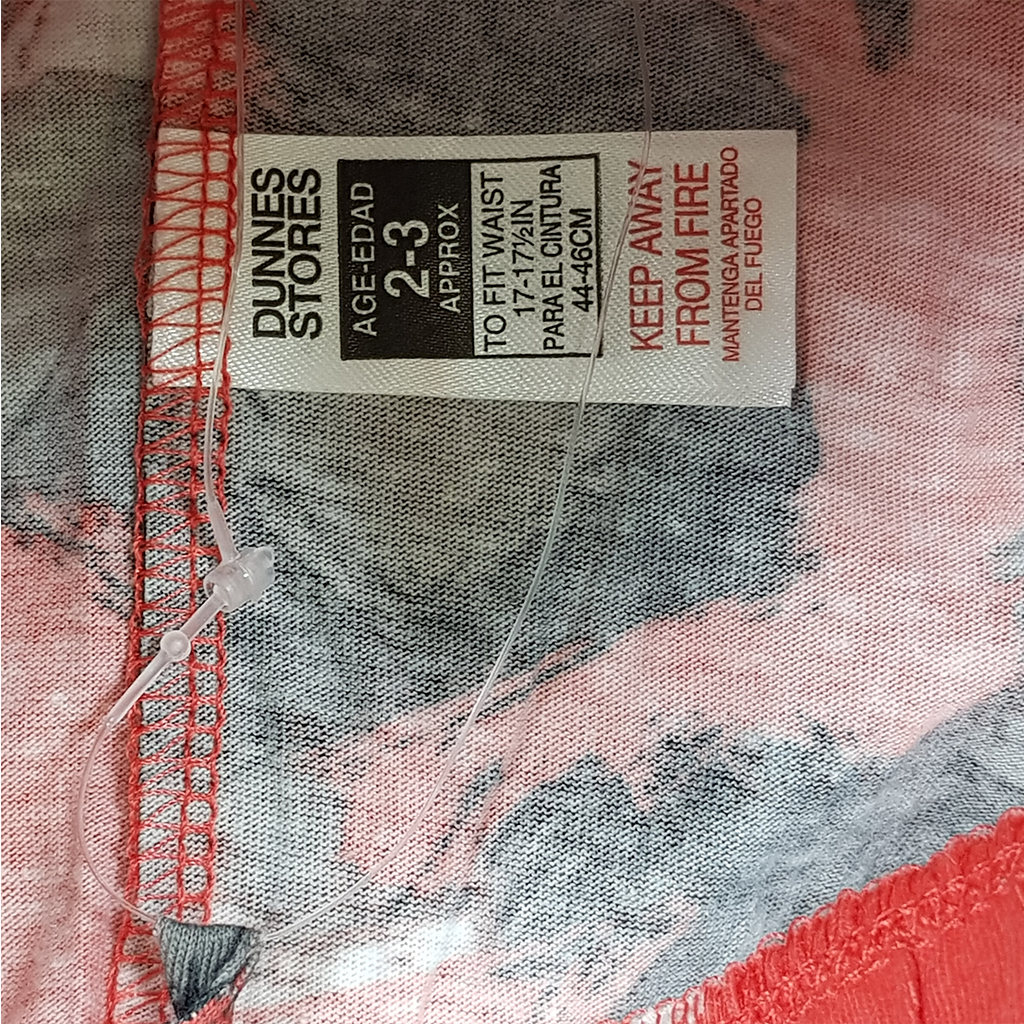 DUNNES
STORES
AGE-EDAD
2-3
APPROX
TO FIT WAIST
17-17½IN
PARA EL CINTURA
44-46CM
KEEP AWAY
FROM FIRE
MANTENGA APARTADO
DEL FUEGO